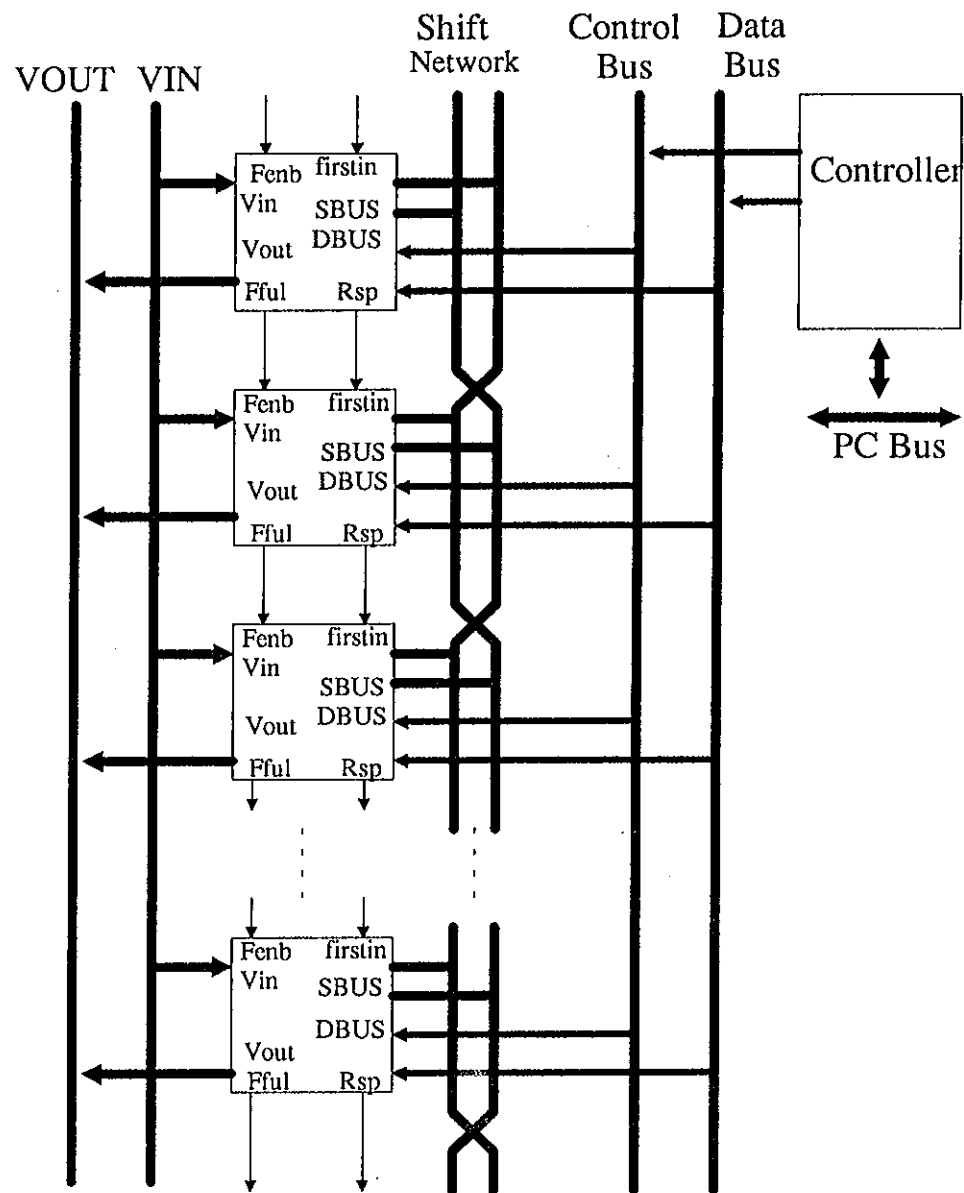 Shift
Network
Control
Bus
Data
Bus
VOUT VIN
Controller
PC Bus
Fenb firstin
Vin
SBUS
Vout DBUS
Fful Rsp
Fenb firstin
Vin
SBUS
Vout DBUS
Fful Rsp
Fenb firstin
Vin
SBUS
Vout DBUS
Fful Rsp
Fenb firstin
Vin SBUS
DBUS
Vout
Fful Rsp